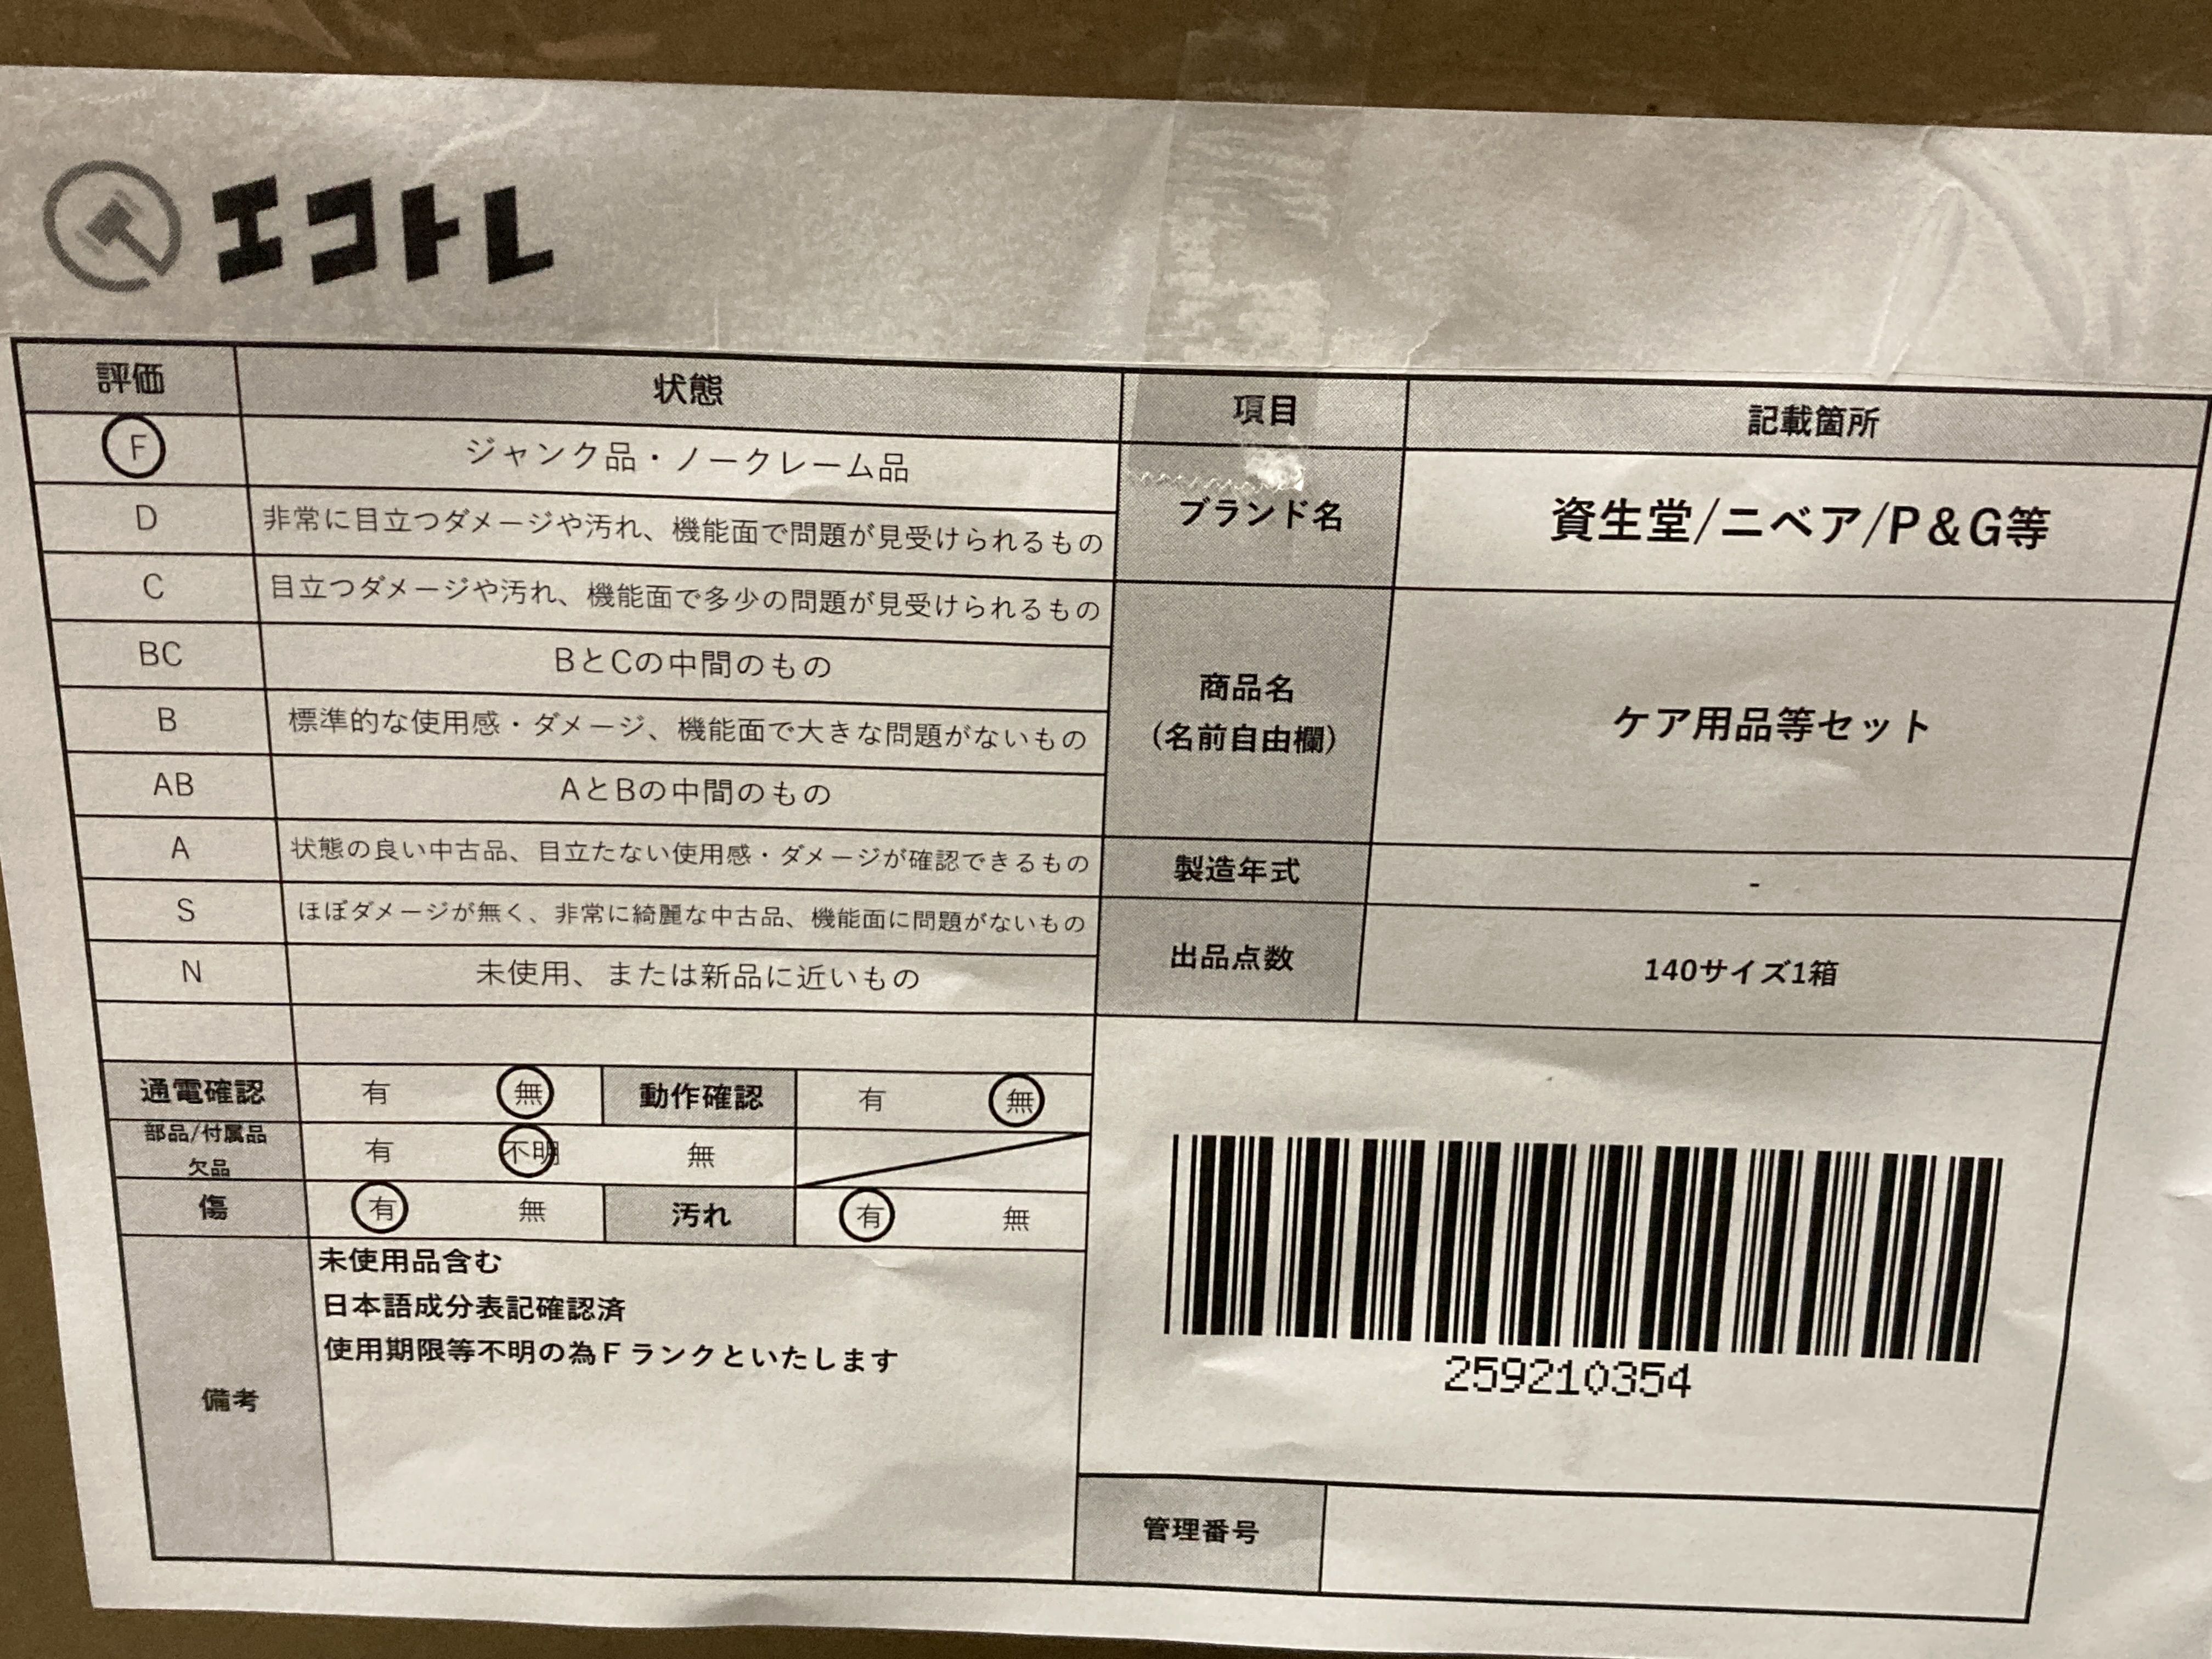 エコトレ
評価 状態
F ジャンク品・ノークレーム品
D 非常に目立つダメージや汚れ、機能面で問題が見受けられるもの
C 目立つダメージや汚れ、機能面で多少の問題が見受けられるもの
BC BとCの中間のもの
B 標準的な使用感・ダメージ、機能面で大きな問題がないもの
AB AとBの中間のもの
A 状態の良い中古品、目立たない使用感・ダメージが確認できるもの
S ほぼダメージが無く、非常に綺麗な中古品、機能面に問題がないもの
N 未使用、または新品に近いもの
通電確認 有 無 動作確認 有 無
部品/付属品
欠品 有 不明 無
傷 有 無 汚れ 有 無
備考
未使用品含む
日本語成分表記確認済
使用期限等不明の為Fランクといたします
項目 記載箇所
ブランド名 資生堂/ニベア/P&G等
商品名
(名前自由欄) ケア用品等セット
製造年式 -
出品点数 140サイズ1箱
259210354
管理番号